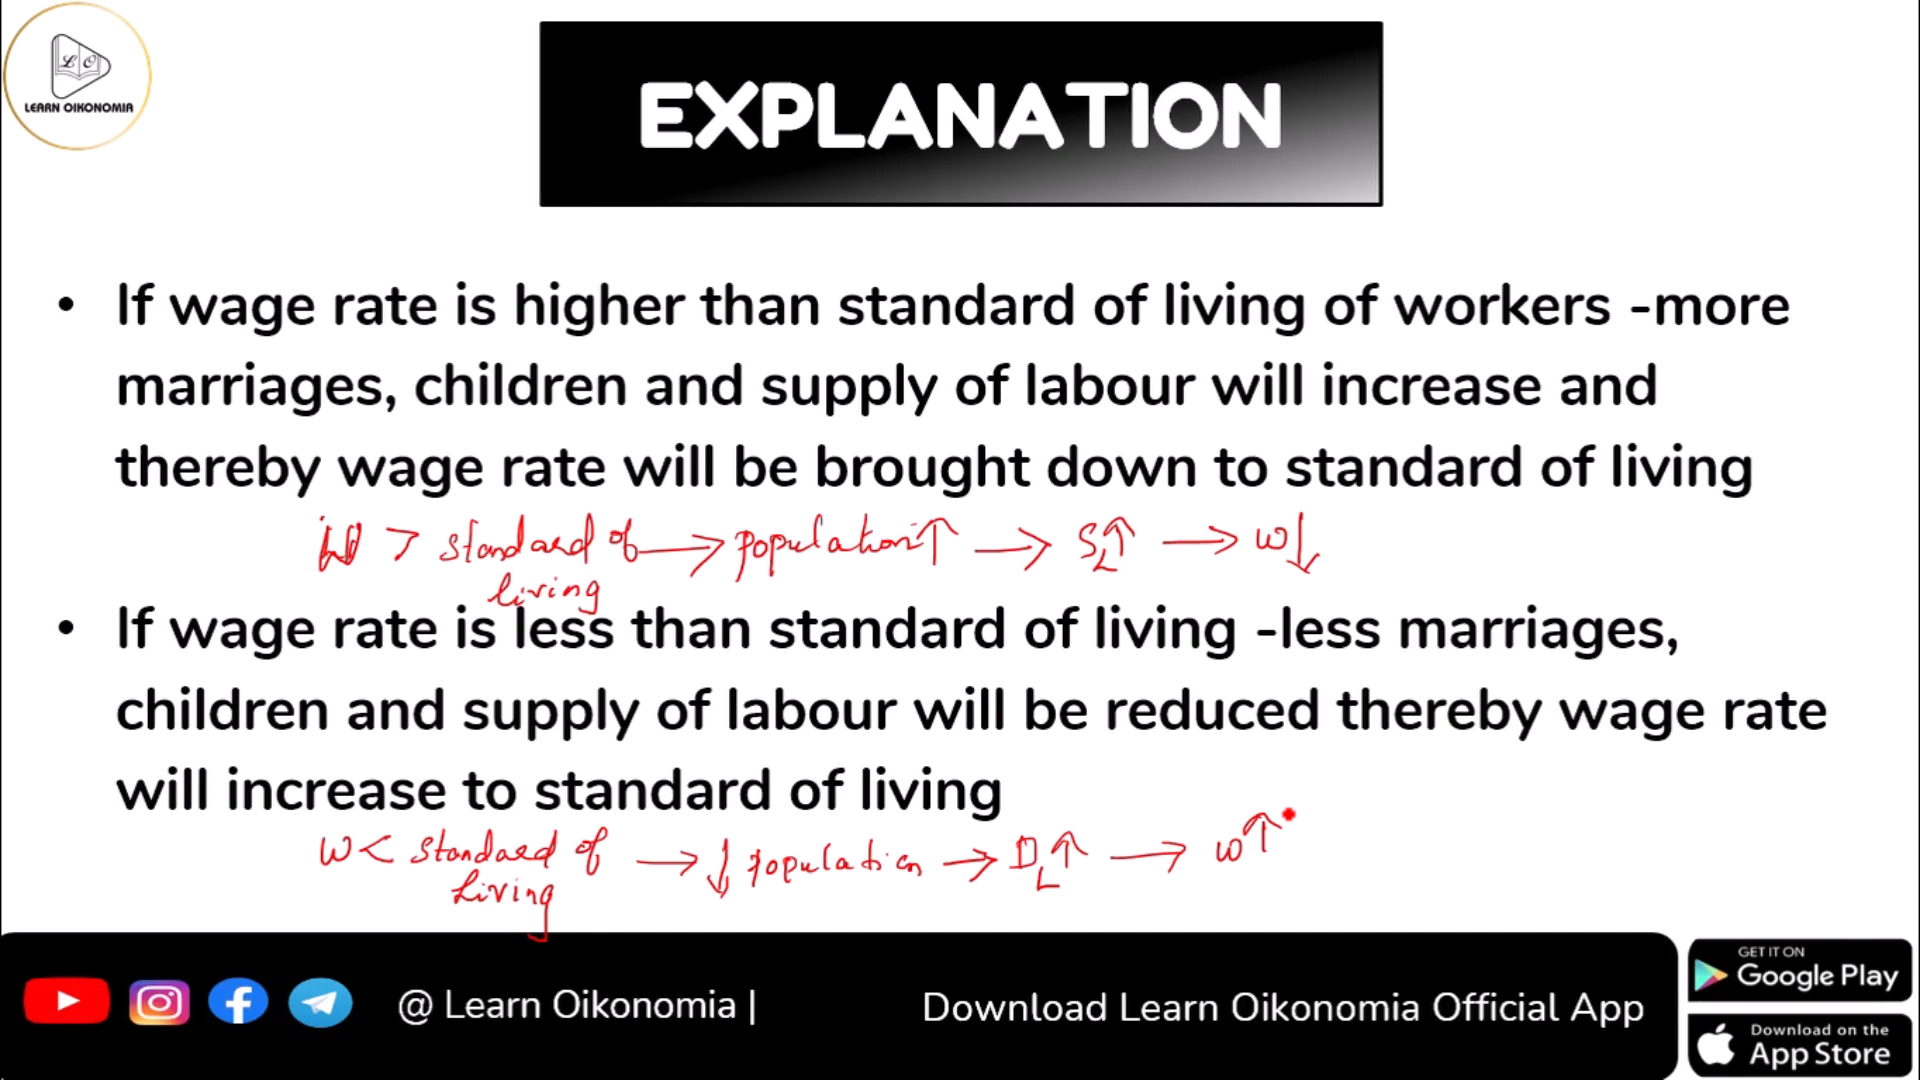 LO
LEARN OIKONOMIA
EXPLANATION
• If wage rate is higher than standard of living of workers -more
marriages, children and supply of labour will increase and
thereby wage rate will be brought down to standard of living
W > standard of → population ↑ → SL ↑ → w ↓
living
• If wage rate is less than standard of living -less marriages,
children and supply of labour will be reduced thereby wage rate
will increase to standard of living
W < standard of → ↓ population → DL ↑ → w ↑
living
@ Learn Oikonomia |
Download Learn Oikonomia Official App
GET IT ON
Google Play
Download on the
App Store